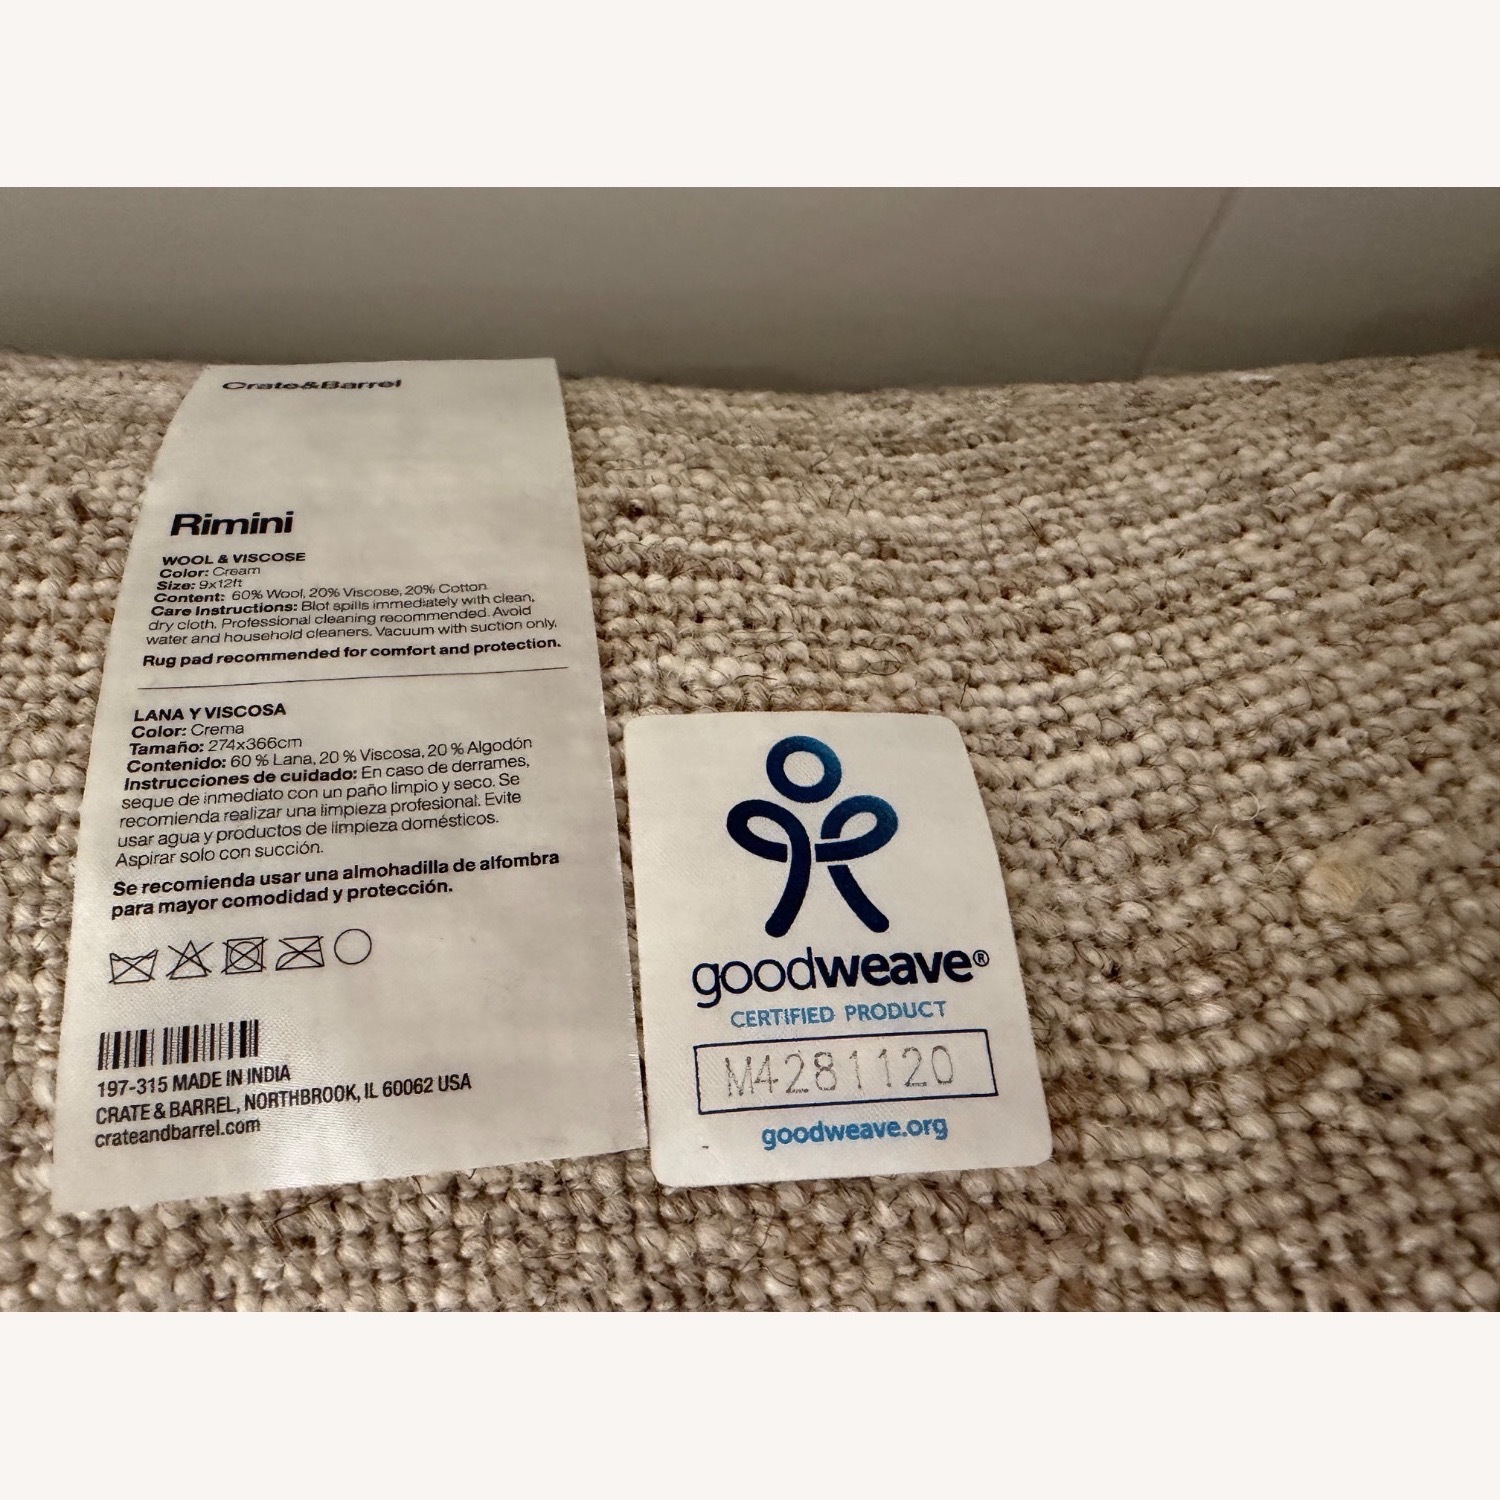 Crate&Barrel
Rimini
WOOL & VISCOSE
Color: Cream
Size: 9x12ft
Content: 60% Wool, 20% Viscose, 20% Cotton
Care Instructions: Blot spills immediately with clean,
dry cloth. Professional cleaning recommended. Avoid
water and household cleaners. Vacuum with suction only.
Rug pad recommended for comfort and protection.
LANA Y VISCOSA
Color: Crema
Tamaño: 274x366cm
Contenido: 60 % Lana, 20 % Viscosa, 20 % Algodón
Instrucciones de cuidado: En caso de derrames,
seque de inmediato con un paño limpio y seco. Se
recomienda realizar una limpieza profesional. Evite
usar agua y productos de limpieza domésticos.
Aspirar solo con succión.
Se recomienda usar una almohadilla de alfombra
para mayor comodidad y protección.
197-315 MADE IN INDIA
CRATE & BARREL, NORTHBROOK, IL 60062 USA
crateandbarrel.com
goodweave®
CERTIFIED PRODUCT
M4281120
goodweave.org